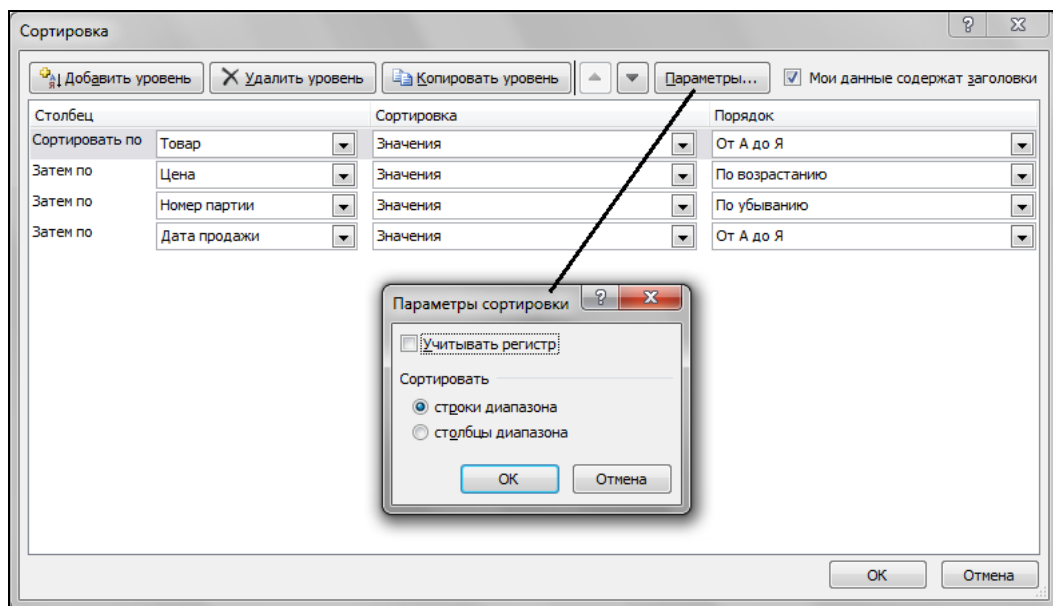 Сортировка
Добавить уровень Удалить уровень Копировать уровень Параметры... Мои данные содержат заголовки
Столбец Сортировка Порядок
Сортировать по Товар Значения От А до Я
Затем по Цена Значения По возрастанию
Затем по Номер партии Значения По убыванию
Затем по Дата продажи Значения От А до Я
Параметры сортировки
Учитывать регистр
Сортировать
строки диапазона
столбцы диапазона
ОК Отмена
ОК Отмена